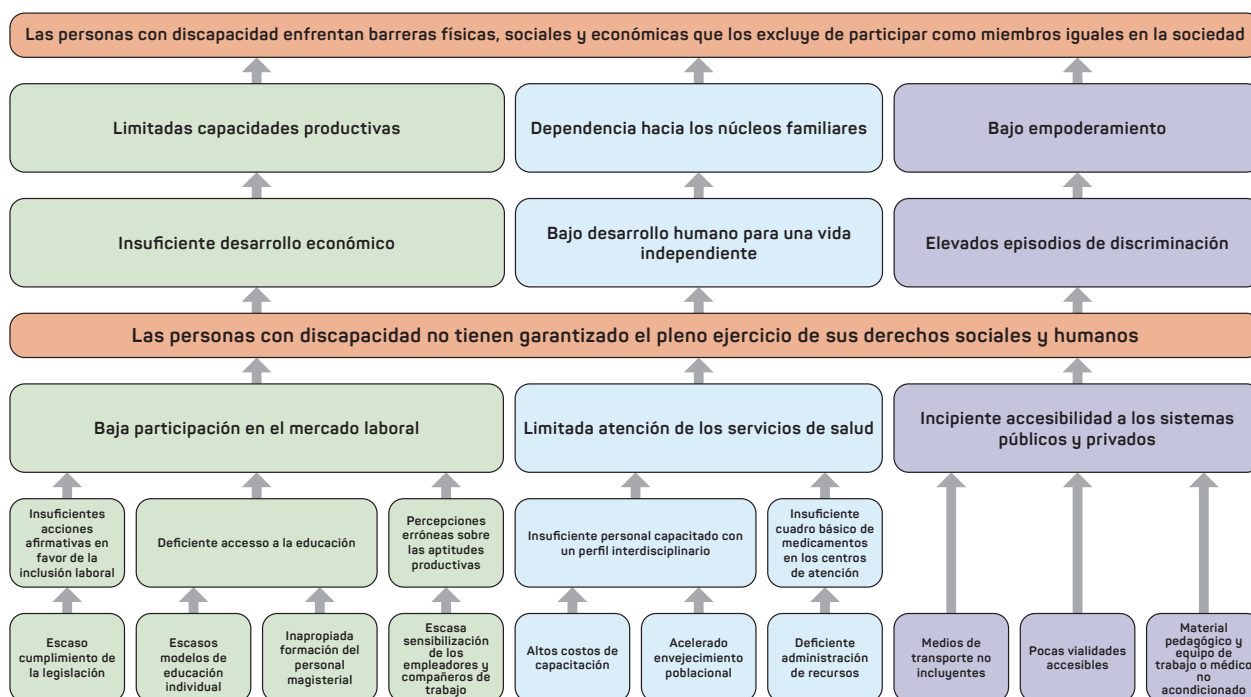 Las personas con discapacidad enfrentan barreras físicas, sociales y económicas que los excluye de participar como miembros iguales en la sociedad
Limitadas capacidades productivas
Dependencia hacia los núcleos familiares
Bajo empoderamiento
Insuficiente desarrollo económico
Bajo desarrollo humano para una vida
independiente
Elevados episodios de discriminación
Las personas con discapacidad no tienen garantizado el pleno ejercicio de sus derechos sociales y humanos
Baja participación en el mercado laboral
Limitada atención de los servicios de salud
Incipiente accesibilidad a los sistemas
públicos y privados
Insuficientes
acciones
afirmativas en
favor de la
inclusión laboral
Deficiente accesso a la educación
Percepciones
erróneas sobre
las aptitudes
productivas
Insuficiente personal capacitado con
un perfil interdisciplinario
Insuficiente
cuadro básico de
medicamentos
en los centros
de atención
Escaso
cumplimiento de
la legislación
Escasos
modelos de
educación
individual
Inapropiada
formación del
personal
magisterial
Escasa
sensibilización
de los
empleadores y
compañeros de
trabajo
Altos costos de
capacitación
Acelerado
envejecimiento
poblacional
Deficiente
administración
de recursos
Medios de
transporte no
incluyentes
Pocas vialidades
accesibles
Material
pedagógico y
equipo de
trabajo o médico
no
acondicionado